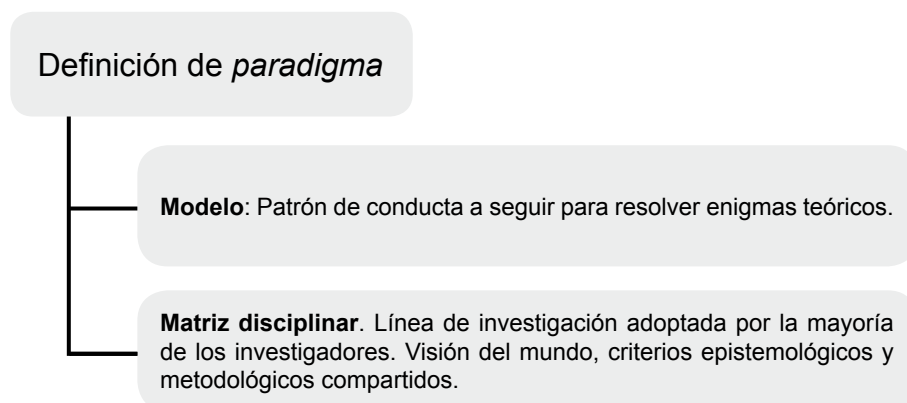 Definición de paradigma
Modelo: Patrón de conducta a seguir para resolver enigmas teóricos.
Matriz disciplinar. Línea de investigación adoptada por la mayoría
de los investigadores. Visión del mundo, criterios epistemológicos y
metodológicos compartidos.